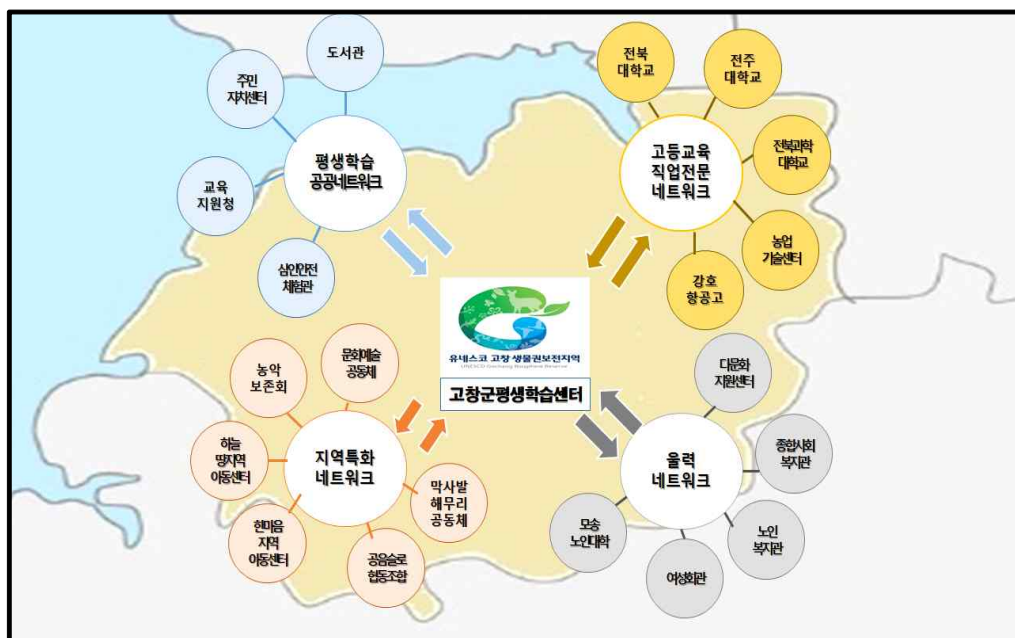 도서관
주민
자치센터
평생학습
공공네트워크
교육
지원청
삼인안전
체험관
전북
대학교
전주
대학교
고등교육
직업전문
네트워크
전북과학
대학교
농업
기술센터
강호
항공고
유네스코 고창 생물권보전지역
UNESCO Gochang Biosphere Reserve
고창군평생학습센터
문화예술
공동체
농악
보존회
하늘
땅지역
아동센터
지역특화
네트워크
막사발
해무리
공동체
한마음
지역
아동센터
공음슬로
협동조합
다문화
지원센터
종합사회
복지관
울력
네트워크
모송
노인대학
노인
복지관
여성회관